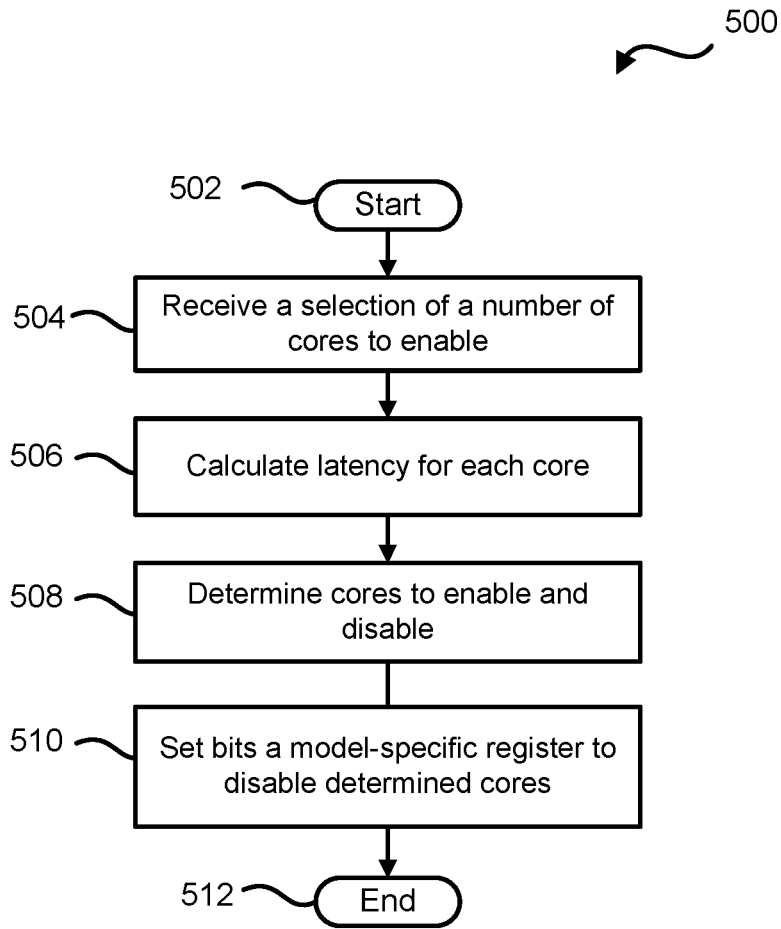 500
502
Start
504
Receive a selection of a number of
cores to enable
506
Calculate latency for each core
508
Determine cores to enable and
disable
510
Set bits a model-specific register to
disable determined cores
512
End